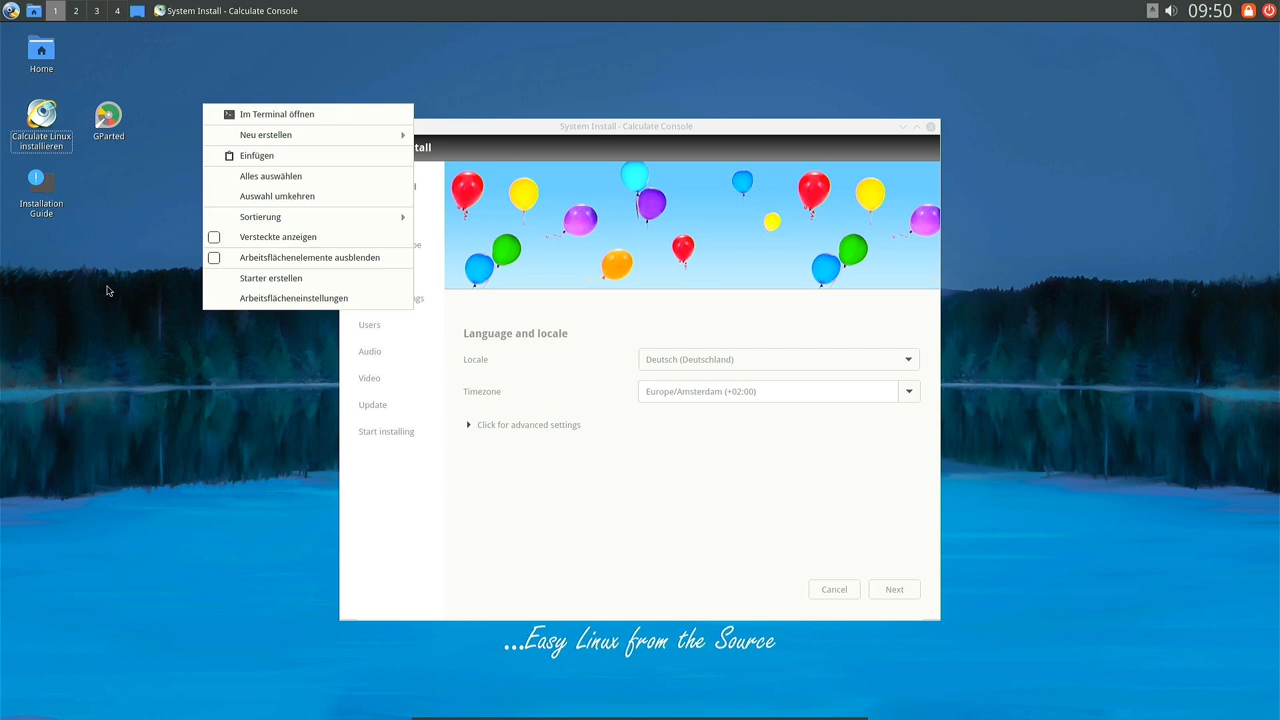 1 2 3 4 System Install - Calculate Console 09:50
Home
Calculate Linux
installieren
GParted
Installation
Guide
Im Terminal öffnen
Neu erstellen
Einfügen
Alles auswählen
Auswahl umkehren
Sortierung
Versteckte anzeigen
Arbeitsflächenelemente ausblenden
Starter erstellen
Arbeitsflächeneinstellungen
System Install - Calculate Console
Users
Audio
Video
Update
Start installing
Language and locale
Locale Deutsch (Deutschland)
Timezone Europe/Amsterdam (+02:00)
Click for advanced settings
Cancel Next
...Easy Linux from the Source